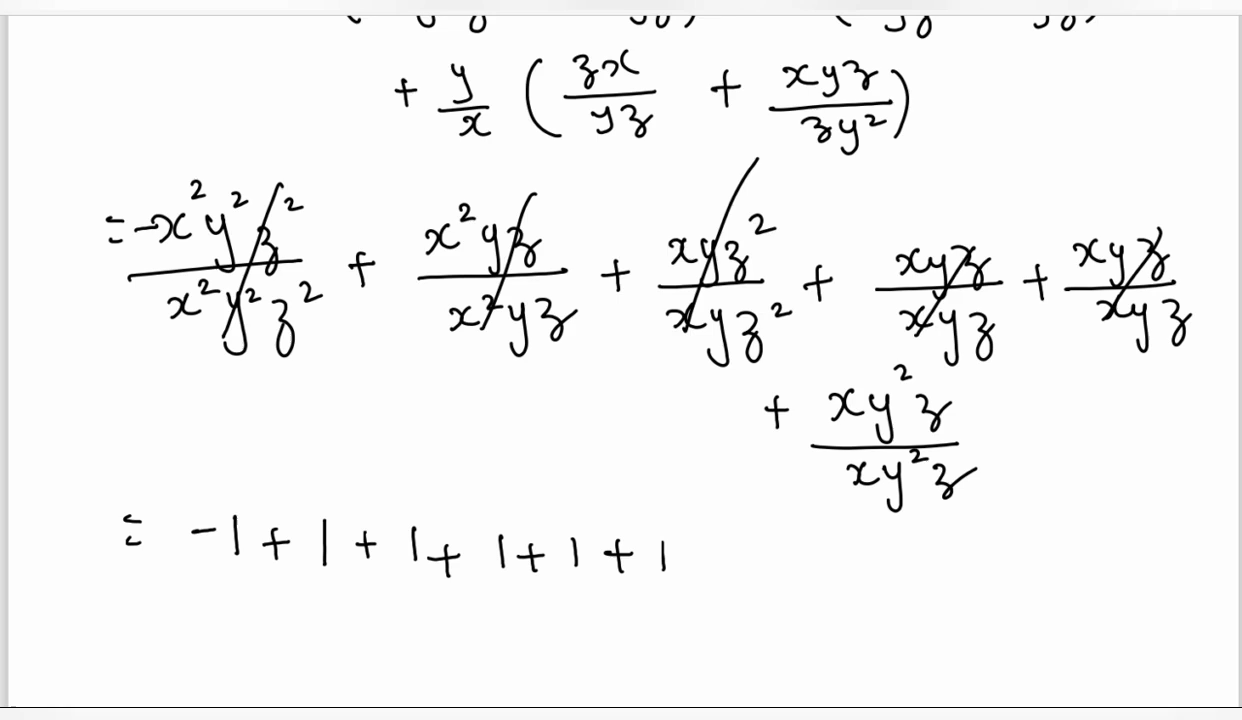 + y/x ( zx/yz + xyz/zy² )
= -x²y²z²/x²y²z² + x²yz/x²yz + xyz²/xyz² + xyz/xyz + xyz/xyz
+ xy²z/xy²z
= -1 + 1 + 1 + 1 + 1 + 1